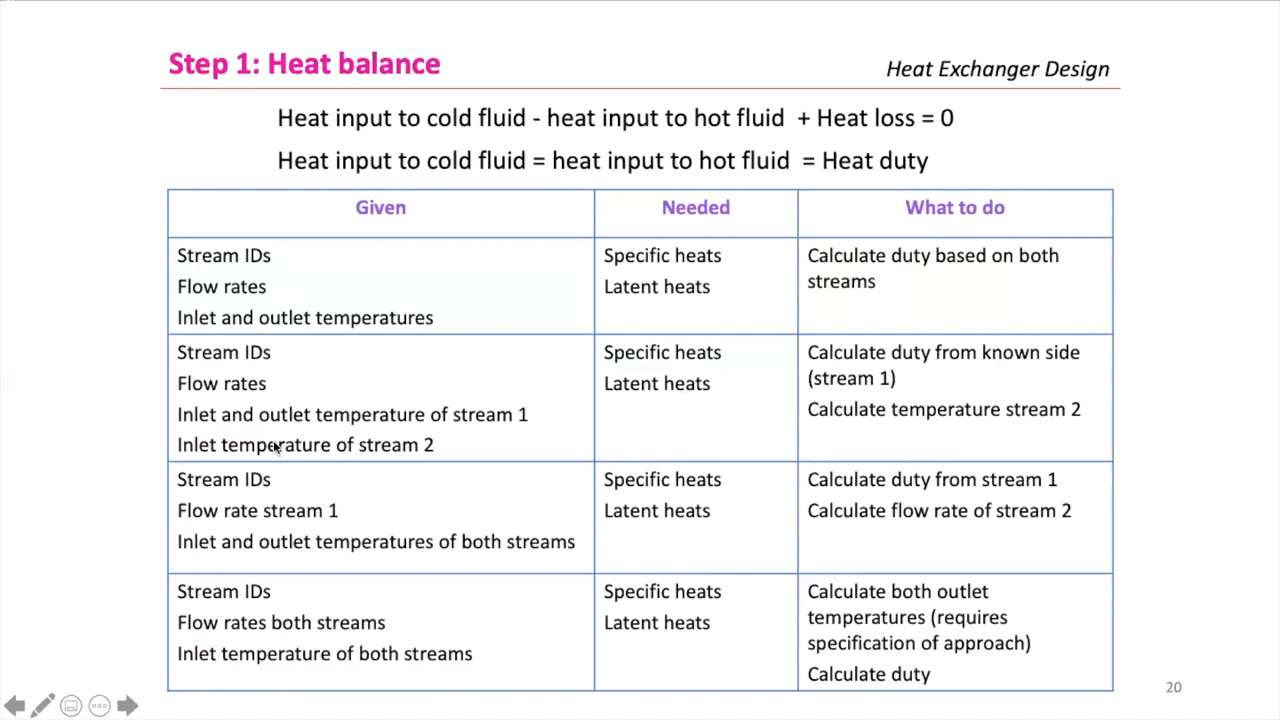 Step 1: Heat balance
Heat Exchanger Design
Heat input to cold fluid - heat input to hot fluid + Heat loss = 0
Heat input to cold fluid = heat input to hot fluid = Heat duty
Given
Needed
What to do
Stream IDs
Flow rates
Inlet and outlet temperatures
Specific heats
Latent heats
Calculate duty based on both
streams
Stream IDs
Flow rates
Inlet and outlet temperature of stream 1
Inlet temperature of stream 2
Specific heats
Latent heats
Calculate duty from known side
(stream 1)
Calculate temperature stream 2
Stream IDs
Flow rate stream 1
Inlet and outlet temperatures of both streams
Specific heats
Latent heats
Calculate duty from stream 1
Calculate flow rate of stream 2
Stream IDs
Flow rates both streams
Inlet temperature of both streams
Specific heats
Latent heats
Calculate both outlet
temperatures (requires
specification of approach)
Calculate duty
20